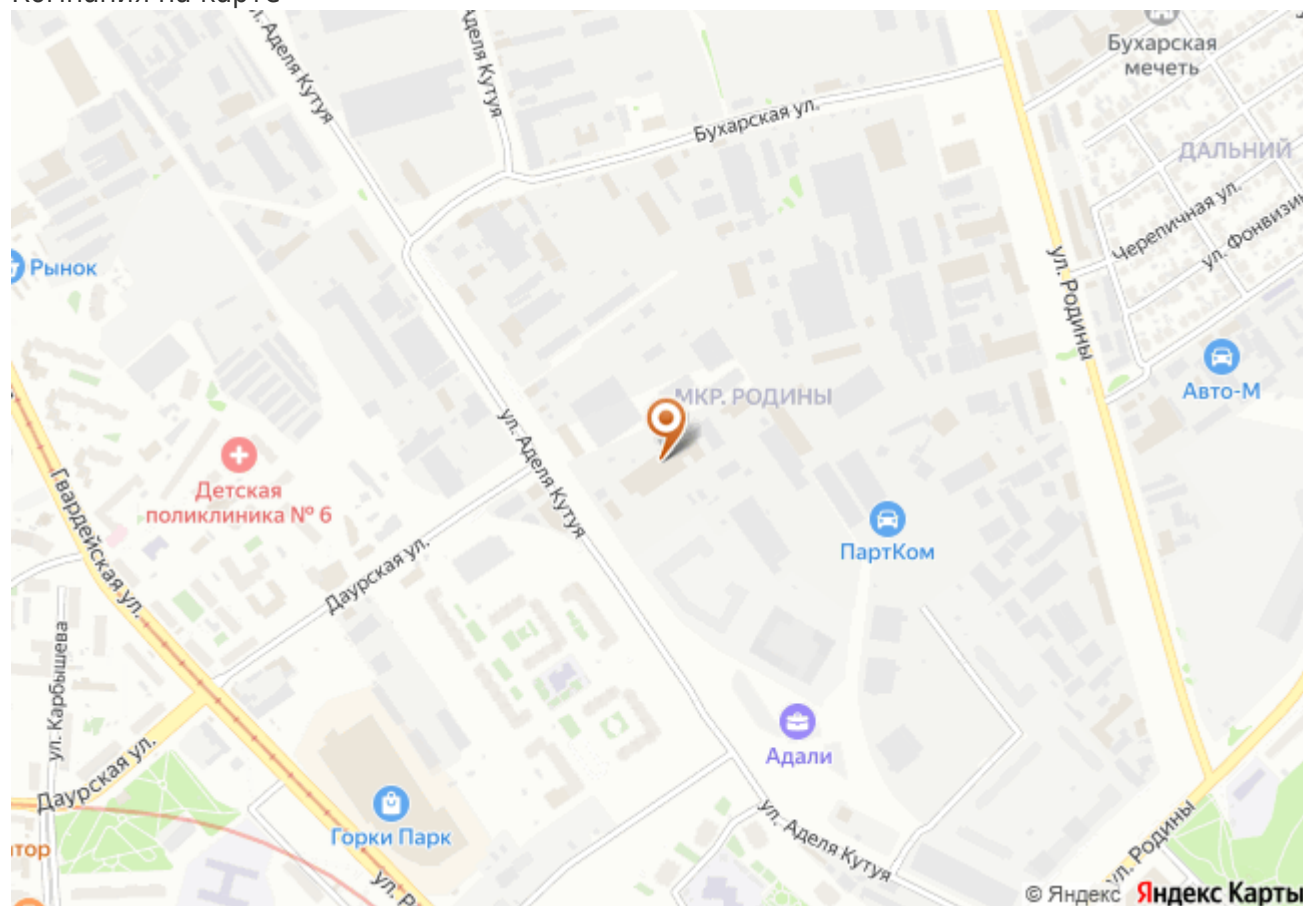 ул. Аделя Кутуя
Аделя Кутуя
Бухарская ул.
Бухарская
мечеть
ДАЛЬНИЙ
Черепичная ул.
ул. Фонвизин
Рынок
ул. Родины
МКР. РОДИНЫ
Авто-М
ул. Аделя Кутуя
Детская
поликлиника № 6
Гвардейская ул.
ПартКом
Даурская ул.
ул. Карбышева
Адали
Даурская ул.
Горки Парк
ул. Аделя Кутуя
ул. Родины
тор
ул. Р
© Яндекс Яндекс Карты